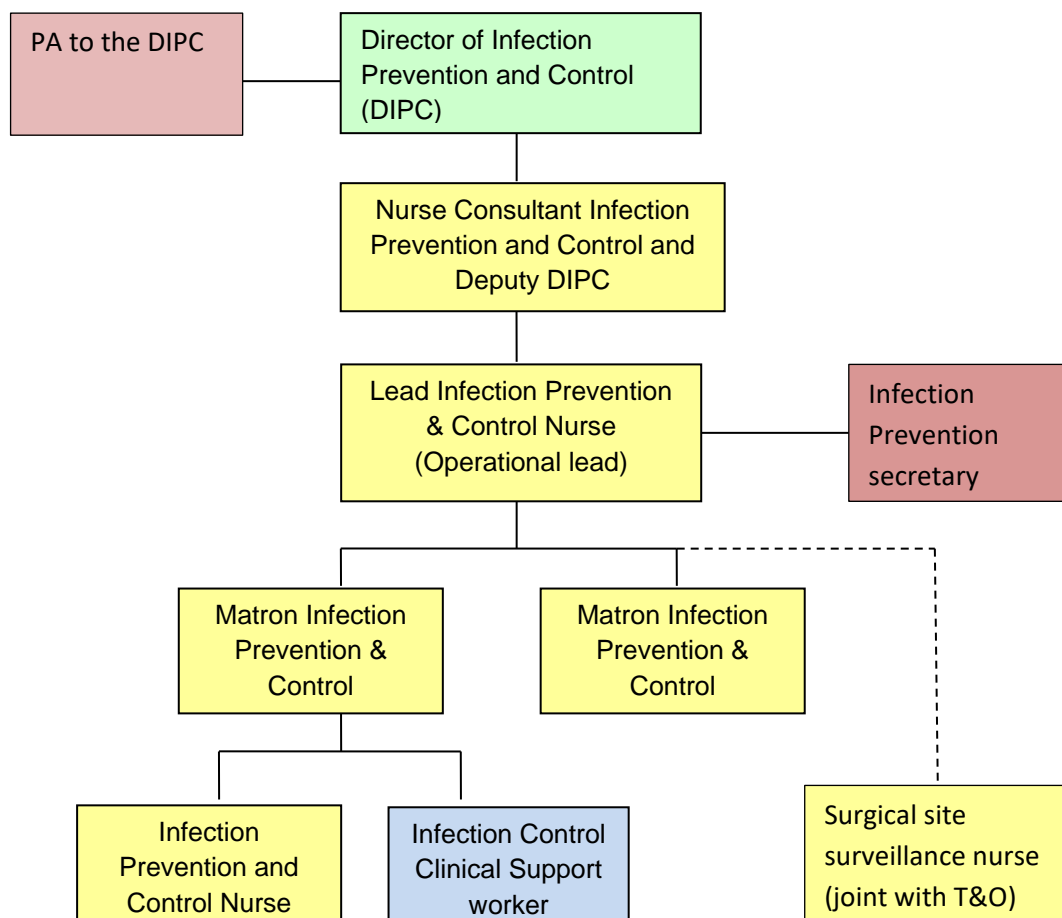 PA to the DIPC
Director of Infection
Prevention and Control
(DIPC)
Nurse Consultant Infection
Prevention and Control and
Deputy DIPC
Lead Infection Prevention
& Control Nurse
(Operational lead)
Infection
Prevention
secretary
Matron Infection
Prevention &
Control
Matron Infection
Prevention &
Control
Infection
Prevention and
Control Nurse
Infection Control
Clinical Support
worker
Surgical site
surveillance nurse
(joint with T&O)